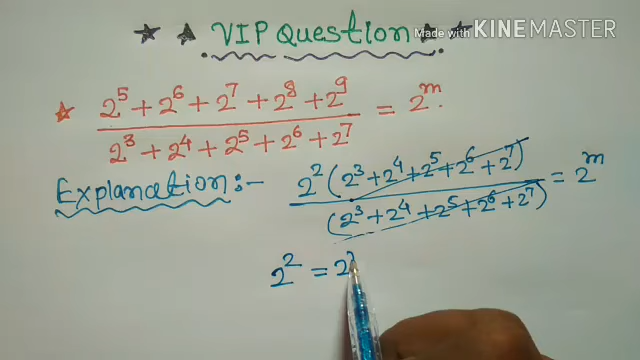 ★ ★ VIP Question ★ ★
Made with KINEMASTER
★ (2^5 + 2^6 + 2^7 + 2^8 + 2^9) / (2^3 + 2^4 + 2^5 + 2^6 + 2^7) = 2^m.
Explanation:- 2^2 (2^3 + 2^4 + 2^5 + 2^6 + 2^7) / (2^3 + 2^4 + 2^5 + 2^6 + 2^7) = 2^m
2^2 = 2